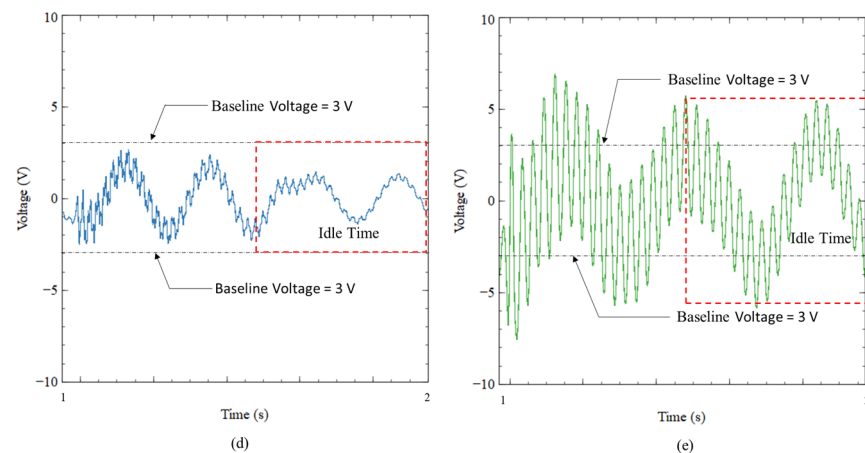 10
5
0
−5
−10
Voltage (V)
Baseline Voltage = 3 V
Idle Time
Baseline Voltage = 3 V
1
2
Time (s)
(d)
10
5
0
−5
−10
Voltage (V)
Baseline Voltage = 3 V
Idle Time
Baseline Voltage = 3 V
1
Time (s)
(e)